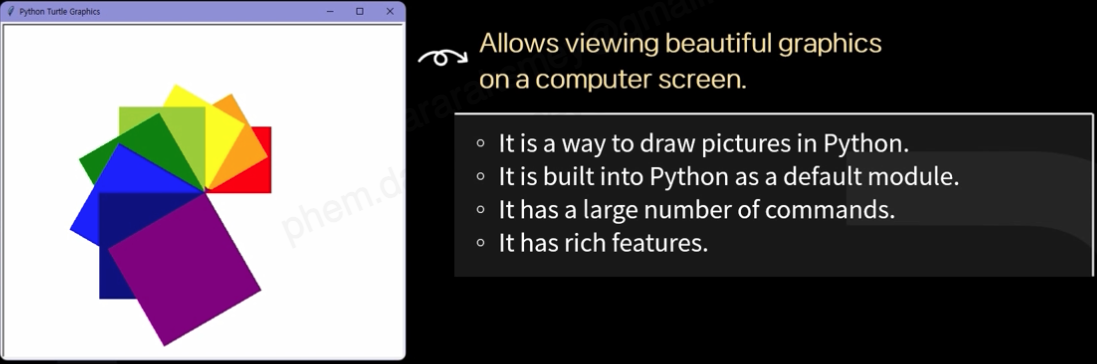 Python Turtle Graphics
Allows viewing beautiful graphics
on a computer screen.
It is a way to draw pictures in Python.
It is built into Python as a default module.
It has a large number of commands.
It has rich features.